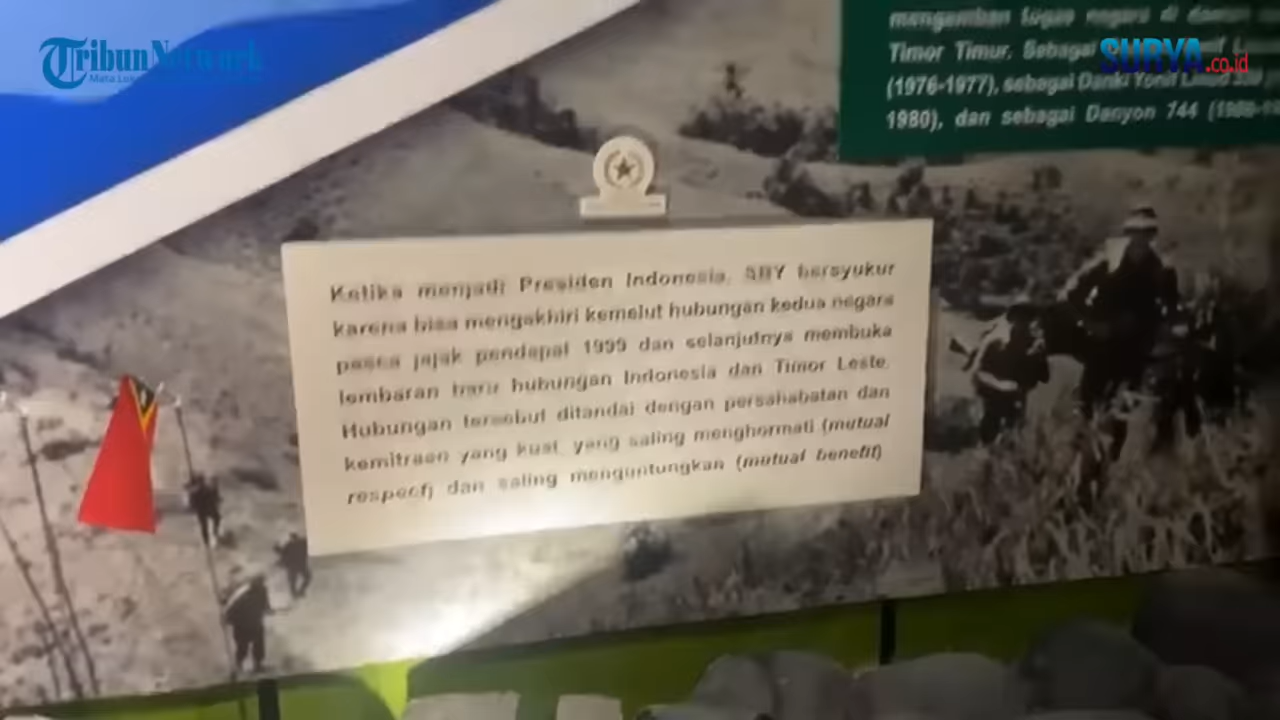 TribunNetwork
Mata Lok
SURYA.co.id
mengemban tugas negara di
Timor Timur. Sebagai
(1976-1977), sebagai Danki Yonif Linud
1980), dan sebagai Danyon 744
Ketika menjadi Presiden Indonesia, SBY bersyukur
karena bisa mengakhiri kemelut hubungan kedua negara
pasca jajak pendapat 1999 dan selanjutnya membuka
lembaran baru hubungan Indonesia dan Timor Leste.
Hubungan tersebut ditandai dengan persahabatan dan
kemitraan yang kuat, yang saling menghormati (mutual
respect) dan saling menguntungkan (mutual benefit)